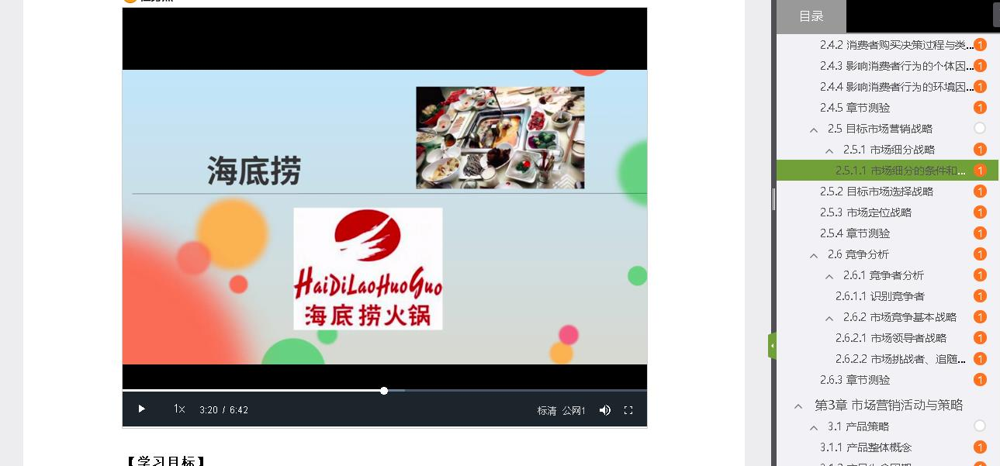 目录
2.4.2 消费者购买决策过程与类...
1
2.4.3 影响消费者行为的个体因...
1
2.4.4 影响消费者行为的环境因...
1
2.4.5 章节测验
1
2.5 目标市场营销战略
2.5.1 市场细分战略
1
2.5.1.1 市场细分的条件和...
1
2.5.2 目标市场选择战略
1
2.5.3 市场定位战略
1
2.5.4 章节测验
1
2.6 竞争分析
1
2.6.1 竞争者分析
1
2.6.1.1 识别竞争者
1
2.6.2 市场竞争基本战略
1
2.6.2.1 市场领导者战略
1
2.6.2.2 市场挑战者、追随...
1
2.6.3 章节测验
1
第3章 市场营销活动与策略
3.1 产品策略
3.1.1 产品整体概念
1
海底捞
HaiDiLaoHuoGuo
海底捞火锅
1x
3:20 / 6:42
标清 公网1
【学习目标】